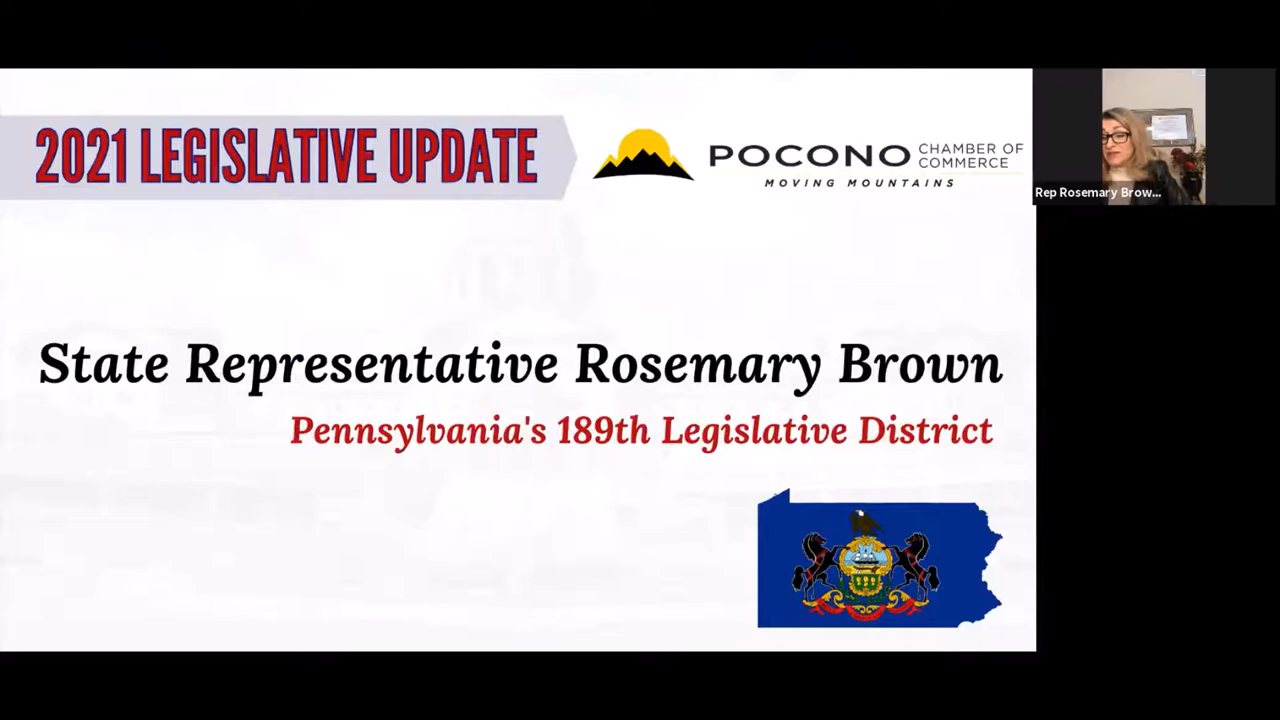 2021 LEGISLATIVE UPDATE
POCONO
CHAMBER OF
COMMERCE
MOVING MOUNTAINS
Rep Rosemary Brow...
State Representative Rosemary Brown
Pennsylvania's 189th Legislative District